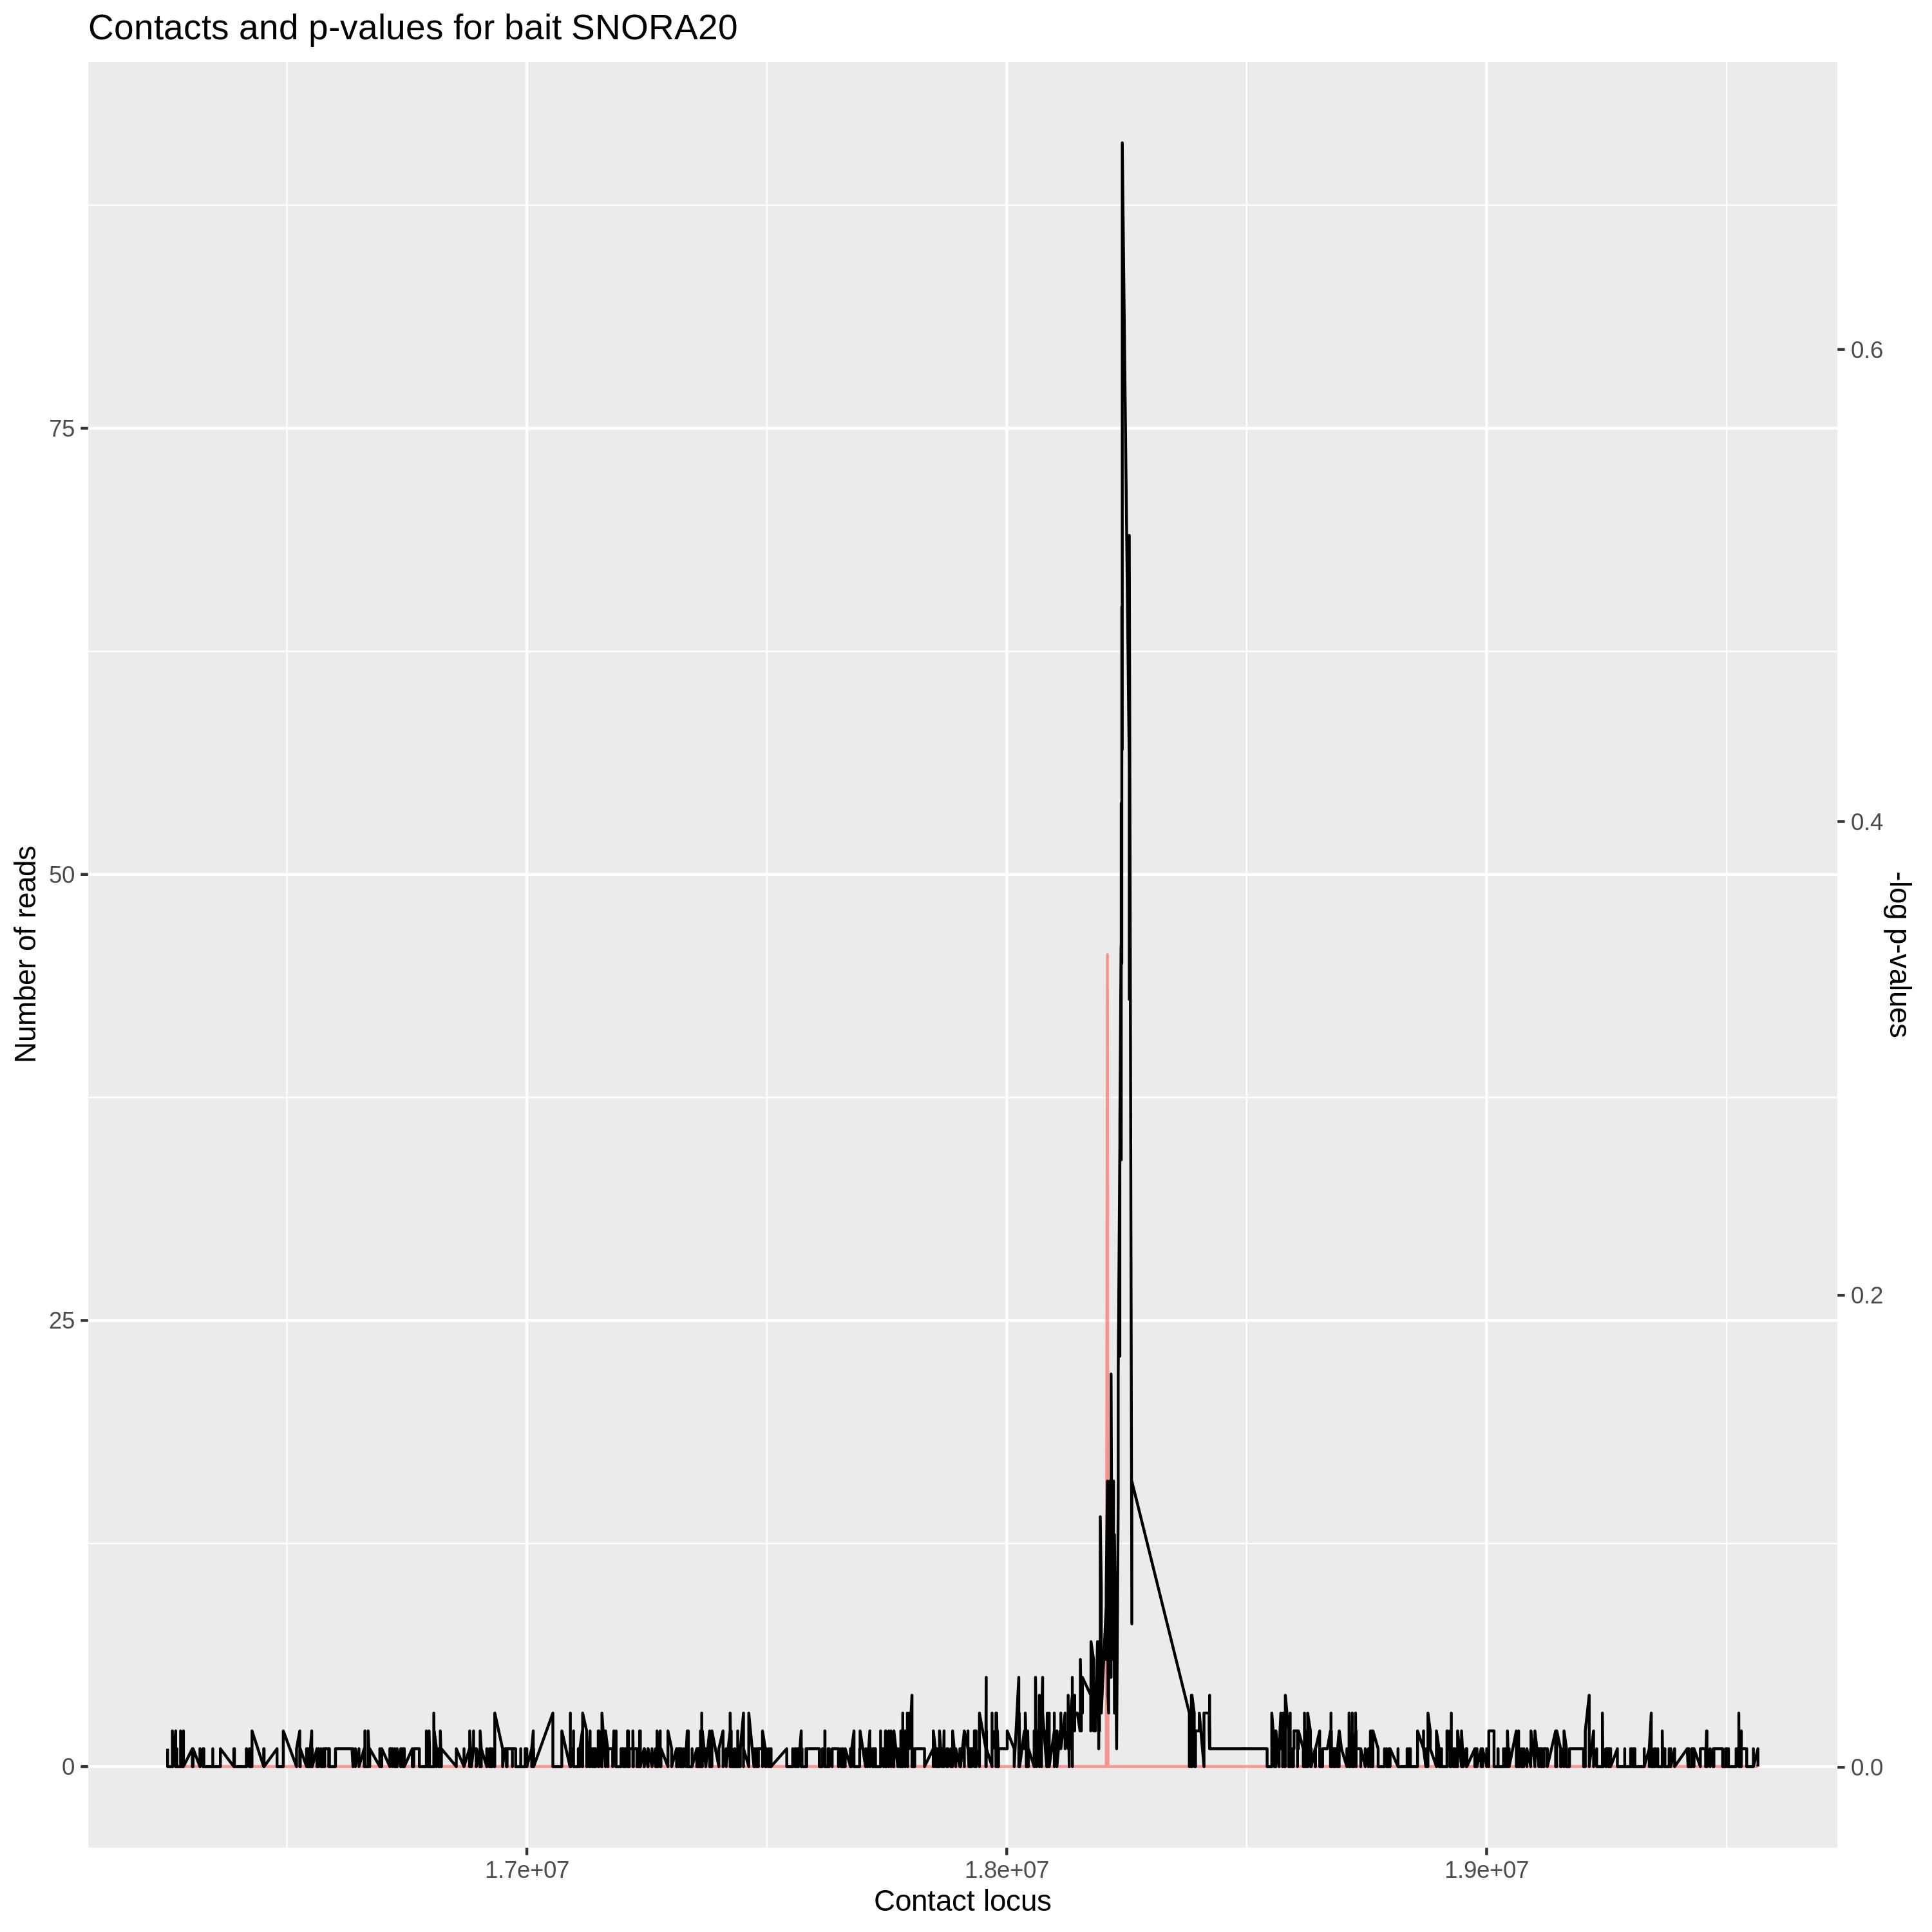 Contacts and p-values for bait SNORA20
75
50
25
0
0.6
0.4
0.2
0.0
Number of reads
-log p-values
1.7e+07
1.8e+07
1.9e+07
Contact locus